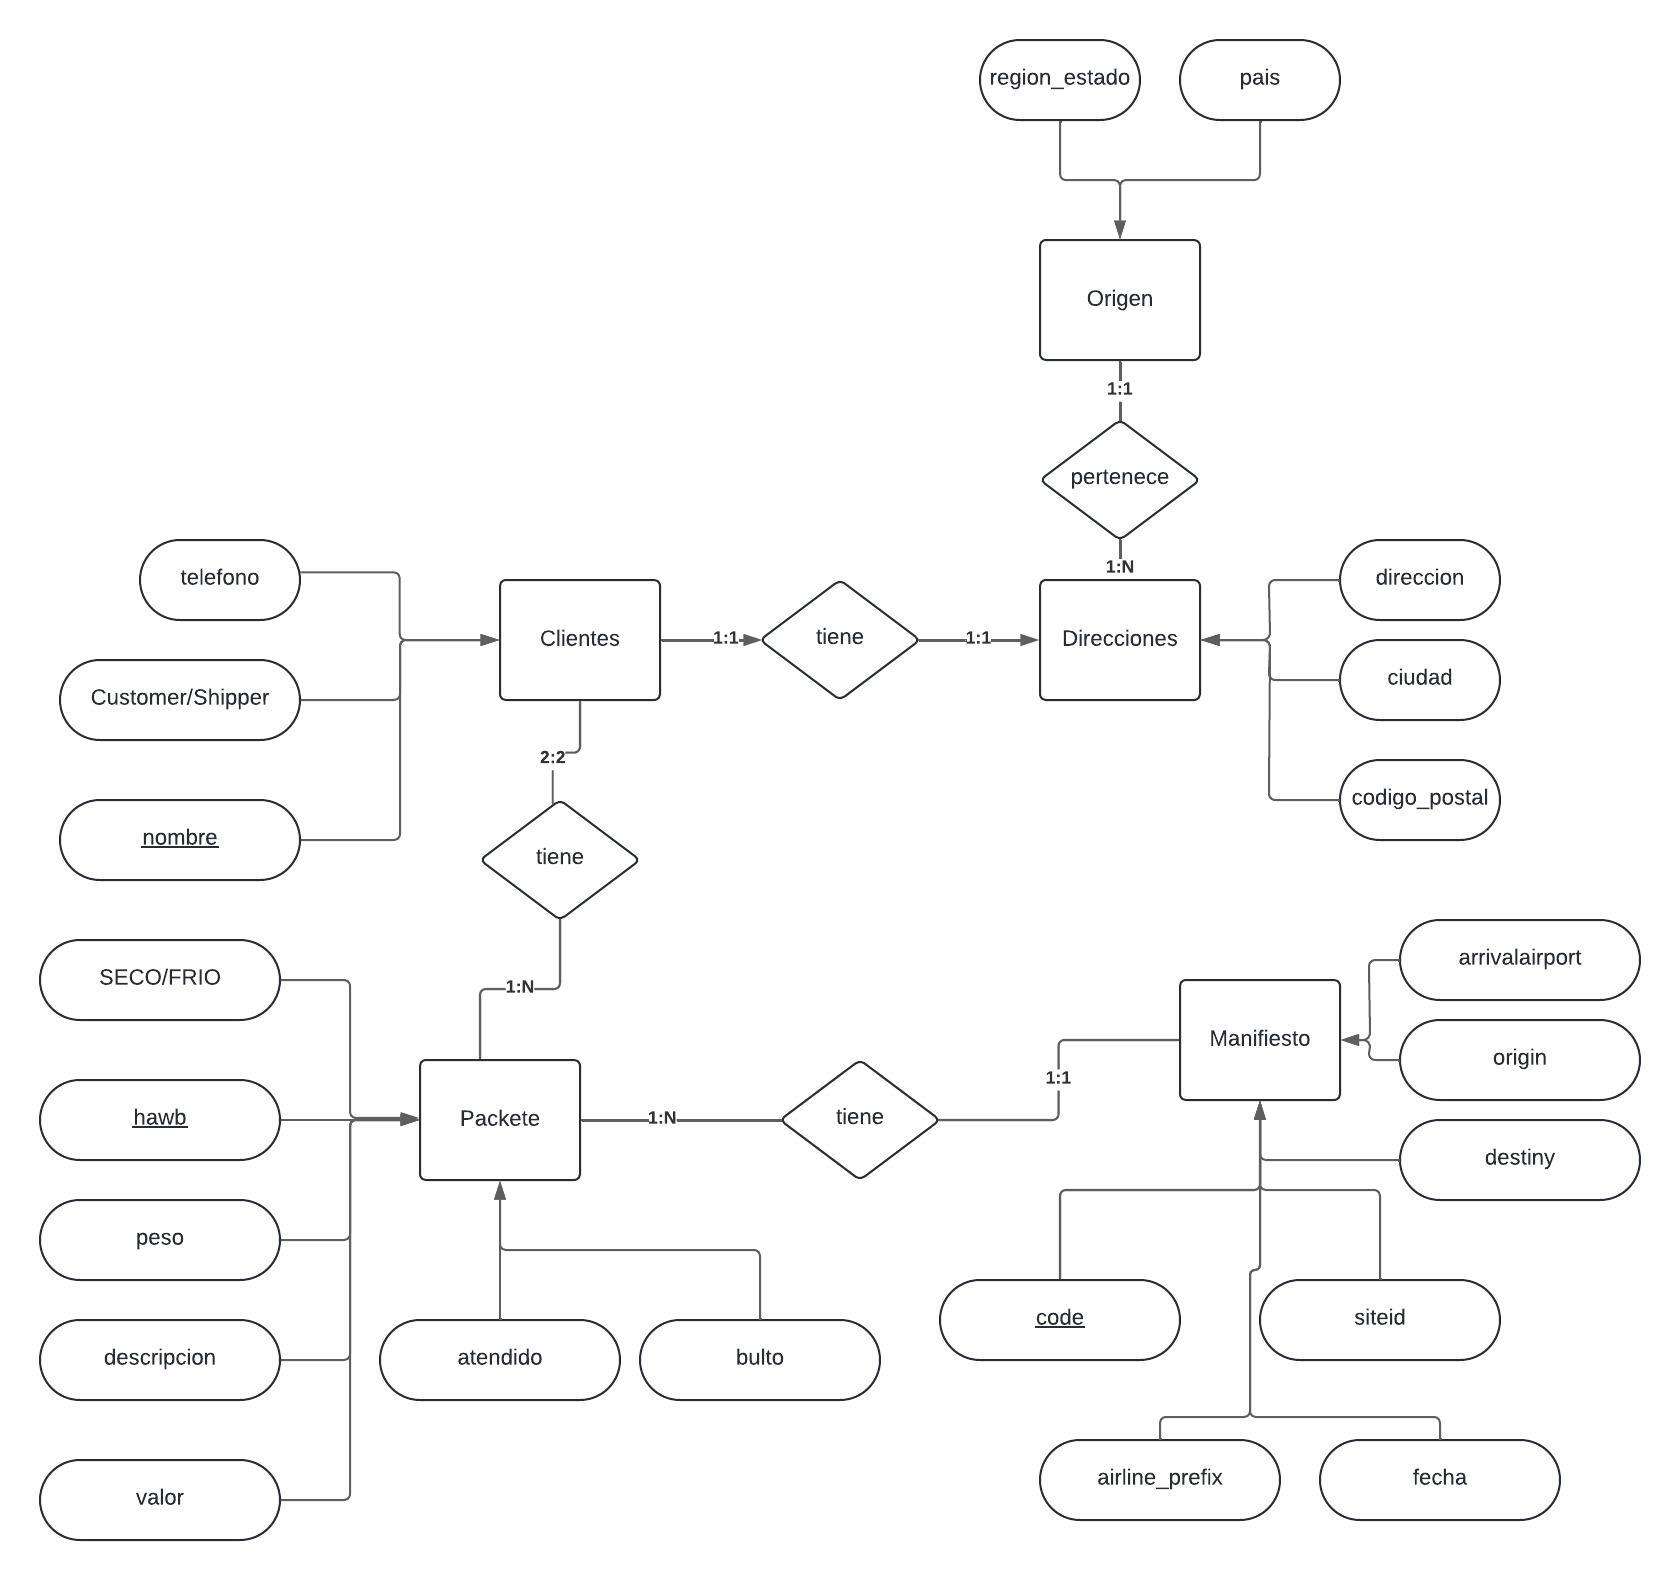 region_estado
pais
Origen
1:1
pertenece
1:N
telefono
Customer/Shipper
nombre
Clientes
1:1
tiene
1:1
Direcciones
direccion
ciudad
codigo_postal
2:2
tiene
1:N
SECO/FRIO
hawb
peso
descripcion
valor
Packete
1:N
tiene
1:1
Manifiesto
arrivalairport
origin
destiny
atendido
bulto
code
siteid
airline_prefix
fecha